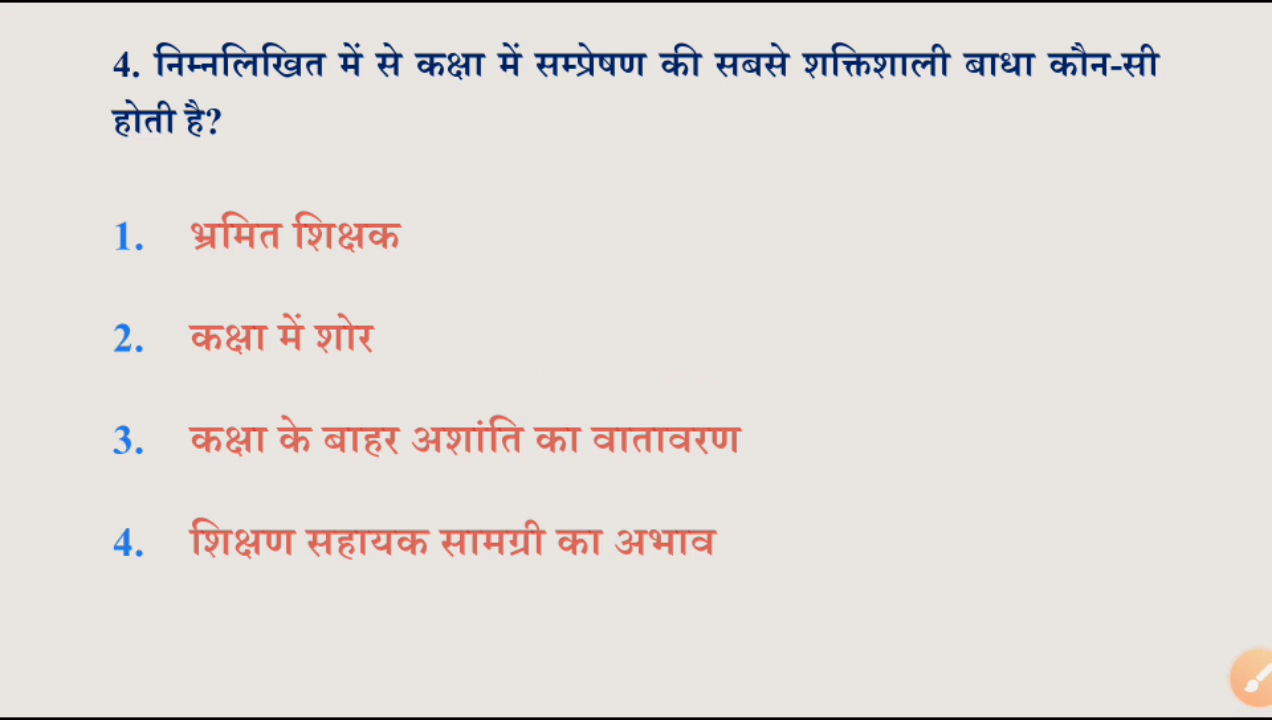 4. निम्नलिखित में से कक्षा में सम्प्रेषण की सबसे शक्तिशाली बाधा कौन-सी
होती है?
1. भ्रमित शिक्षक
2. कक्षा में शोर
3. कक्षा के बाहर अशांति का वातावरण
4. शिक्षण सहायक सामग्री का अभाव